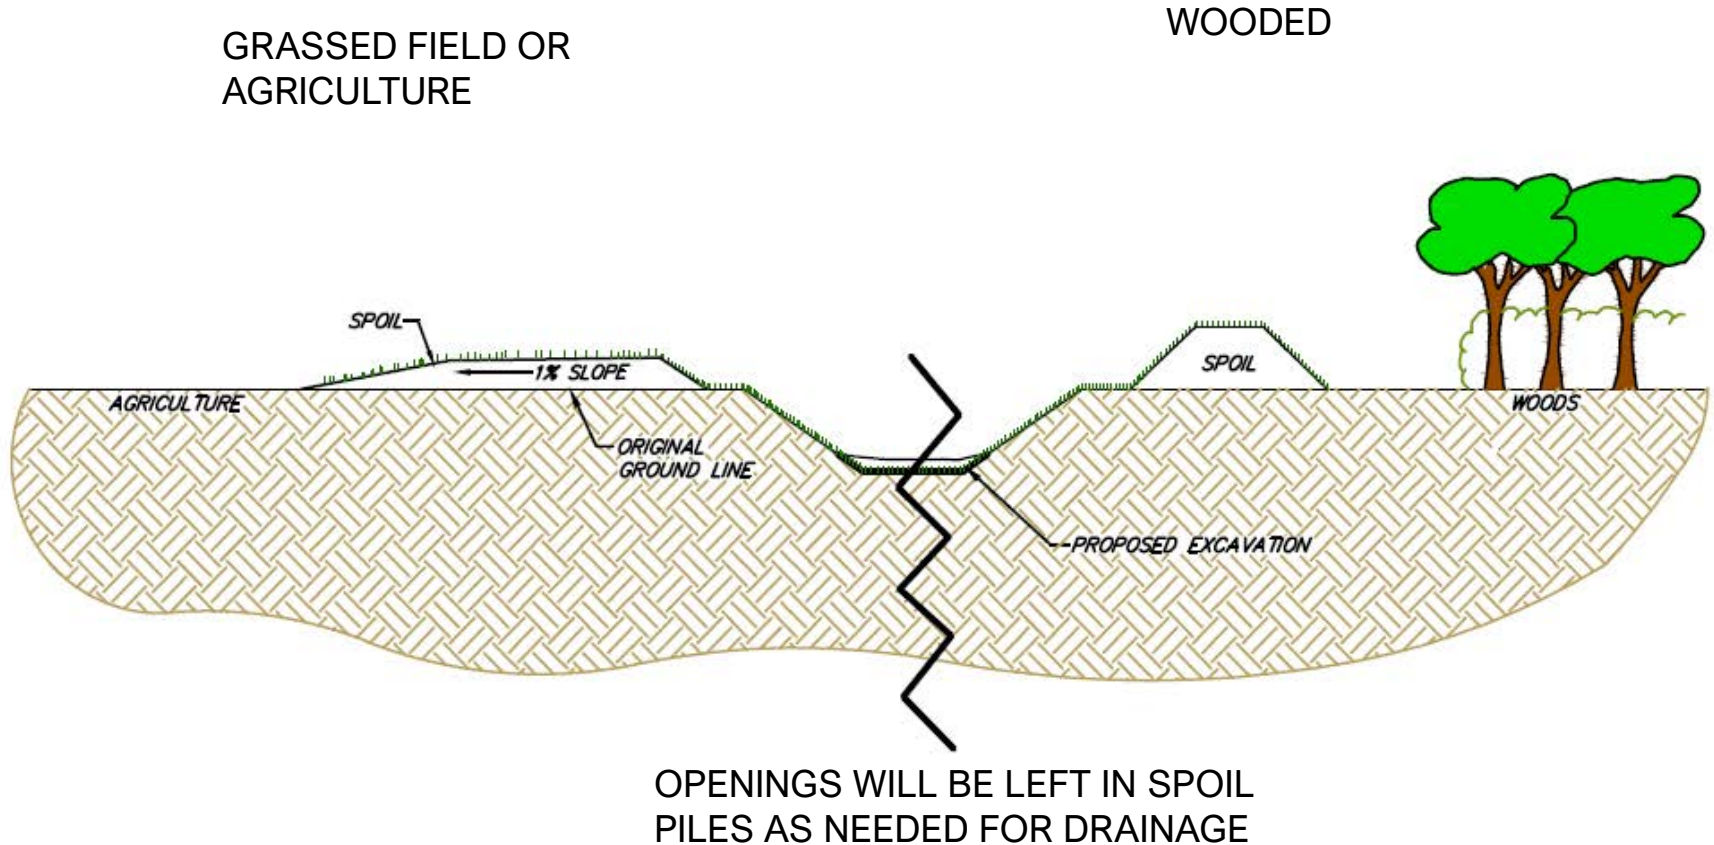 WOODED
GRASSED FIELD OR
AGRICULTURE
SPOIL
1% SLOPE
SPOIL
AGRICULTURE
WOODS
ORIGINAL
GROUND LINE
PROPOSED EXCAVATION
OPENINGS WILL BE LEFT IN SPOIL
PILES AS NEEDED FOR DRAINAGE